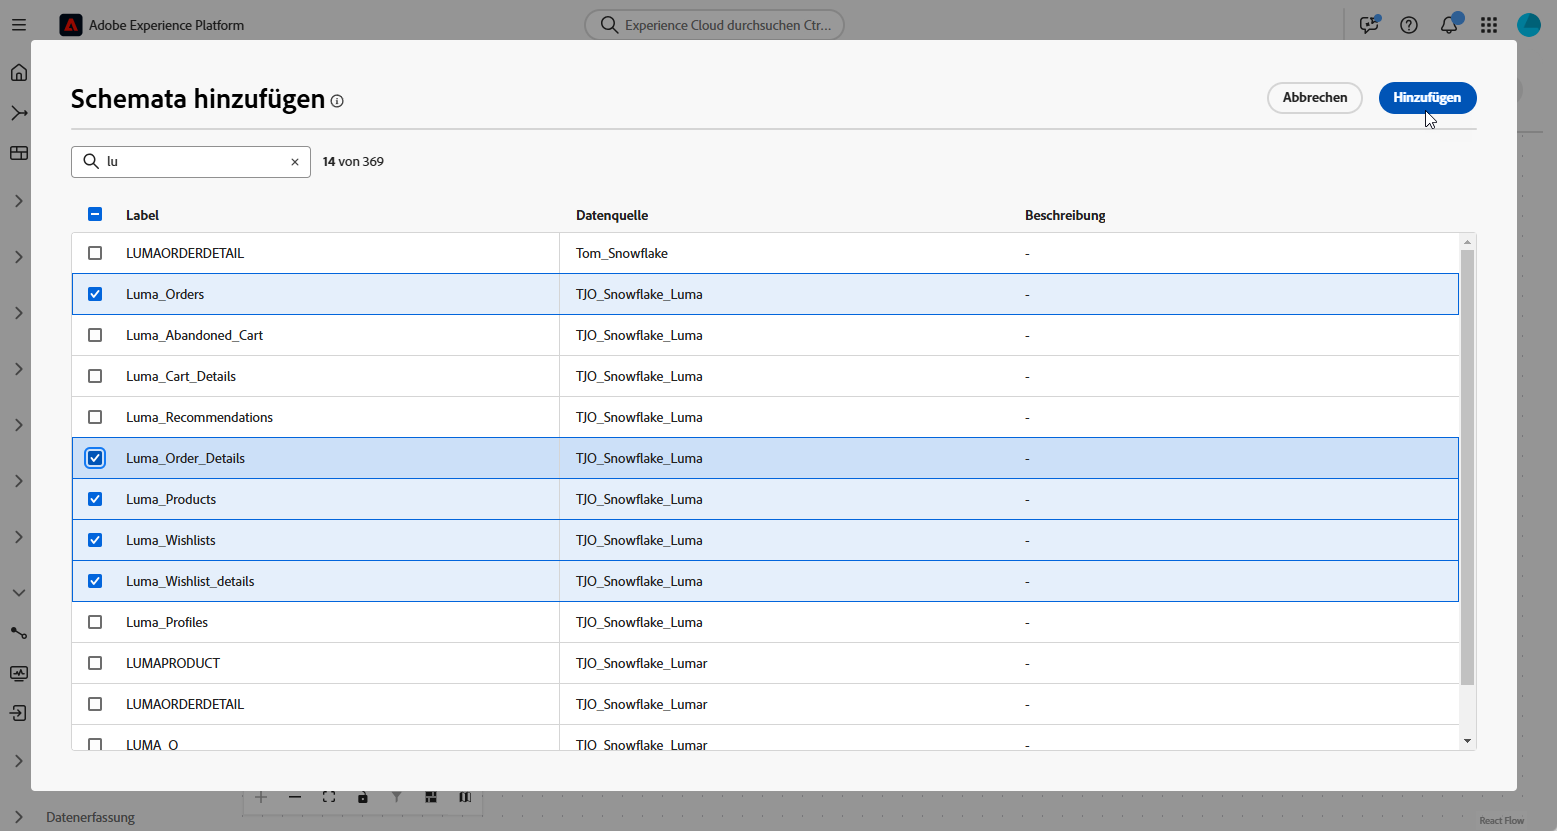 Adobe Experience Platform
Experience Cloud durchsuchen Ctr...
Schemata hinzufügen
Abbrechen
Hinzufügen
lu
14 von 369
Label Datenquelle Beschreibung
LUMAORDERDETAIL Tom_Snowflake -
Luma_Orders TJO_Snowflake_Luma -
Luma_Abandoned_Cart TJO_Snowflake_Luma -
Luma_Cart_Details TJO_Snowflake_Luma -
Luma_Recommendations TJO_Snowflake_Luma -
Luma_Order_Details TJO_Snowflake_Luma -
Luma_Products TJO_Snowflake_Luma -
Luma_Wishlists TJO_Snowflake_Luma -
Luma_Wishlist_details TJO_Snowflake_Luma -
Luma_Profiles TJO_Snowflake_Luma -
LUMAPRODUCT TJO_Snowflake_Lumar -
LUMAORDERDETAIL TJO_Snowflake_Lumar -
LUMA_O TJO_Snowflake_Lumar -
Datenerfassung
React Flow